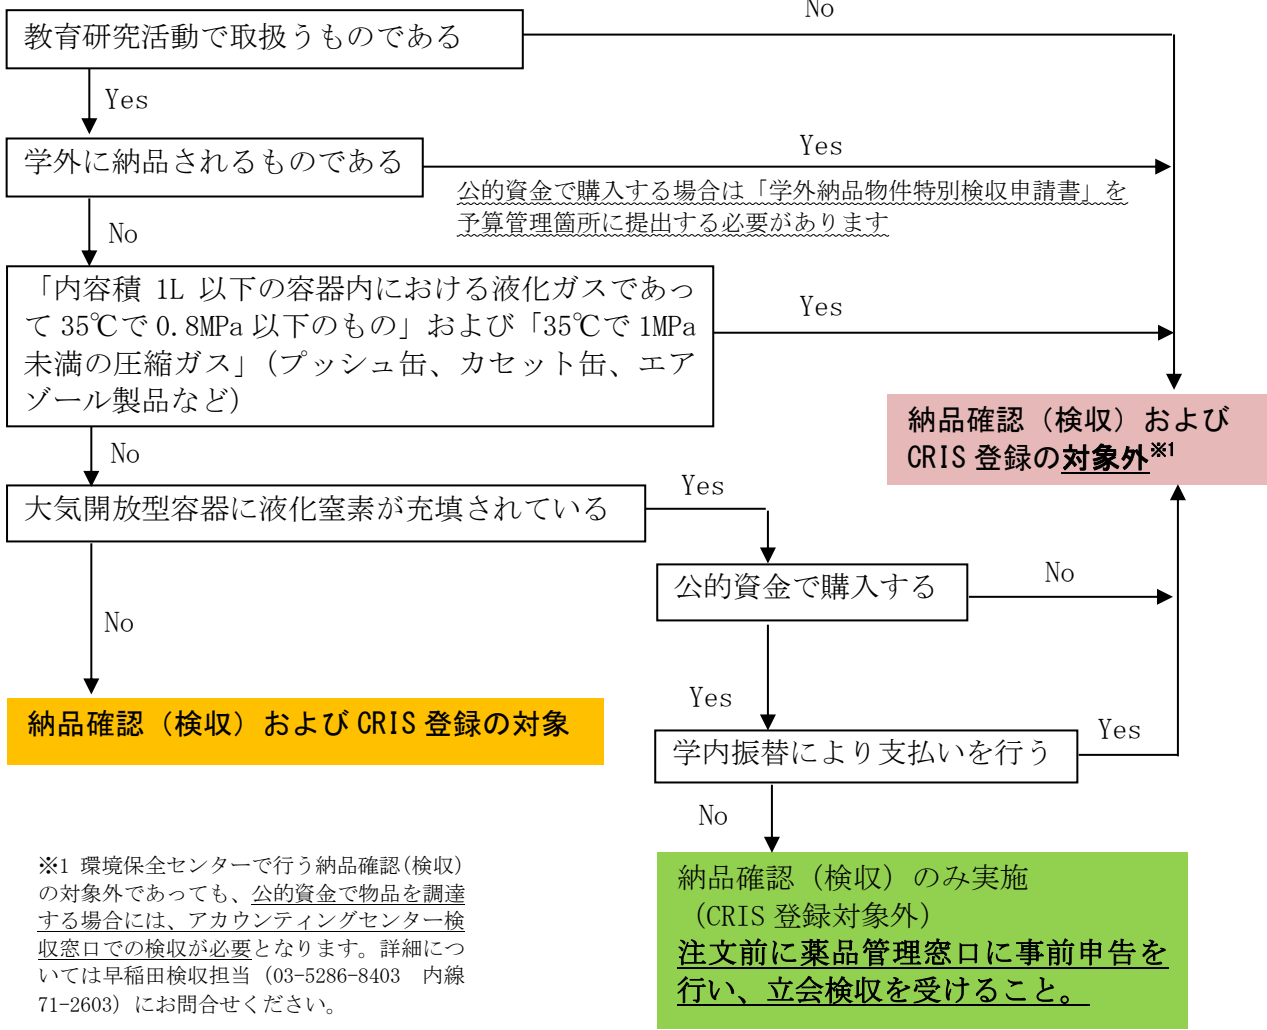 No
教育研究活動で取扱うものである
Yes
学外に納品されるものである
Yes
公的資金で購入する場合は「学外納品物件特別検収申請書」を
予算管理箇所に提出する必要があります
No
「内容積 1L 以下の容器内における液化ガスであっ
て 35℃で 0.8MPa 以下のもの」および「35℃で 1MPa
未満の圧縮ガス」(プッシュ缶、カセット缶、エア
ゾール製品など)
Yes
納品確認（検収）および
CRIS 登録の対象外※1
No
大気開放型容器に液化窒素が充填されている
Yes
公的資金で購入する
No
No
Yes
納品確認（検収）および CRIS 登録の対象
学内振替により支払いを行う
Yes
No
※1 環境保全センターで行う納品確認(検収)
の対象外であっても、公的資金で物品を調達
する場合には、アカウンティングセンター検
収窓口での検収が必要となります。詳細につ
いては早稲田検収担当（03-5286-8403 内線
71-2603）にお問合せください。
納品確認（検収）のみ実施
（CRIS 登録対象外）
注文前に薬品管理窓口に事前申告を
行い、立会検収を受けること。